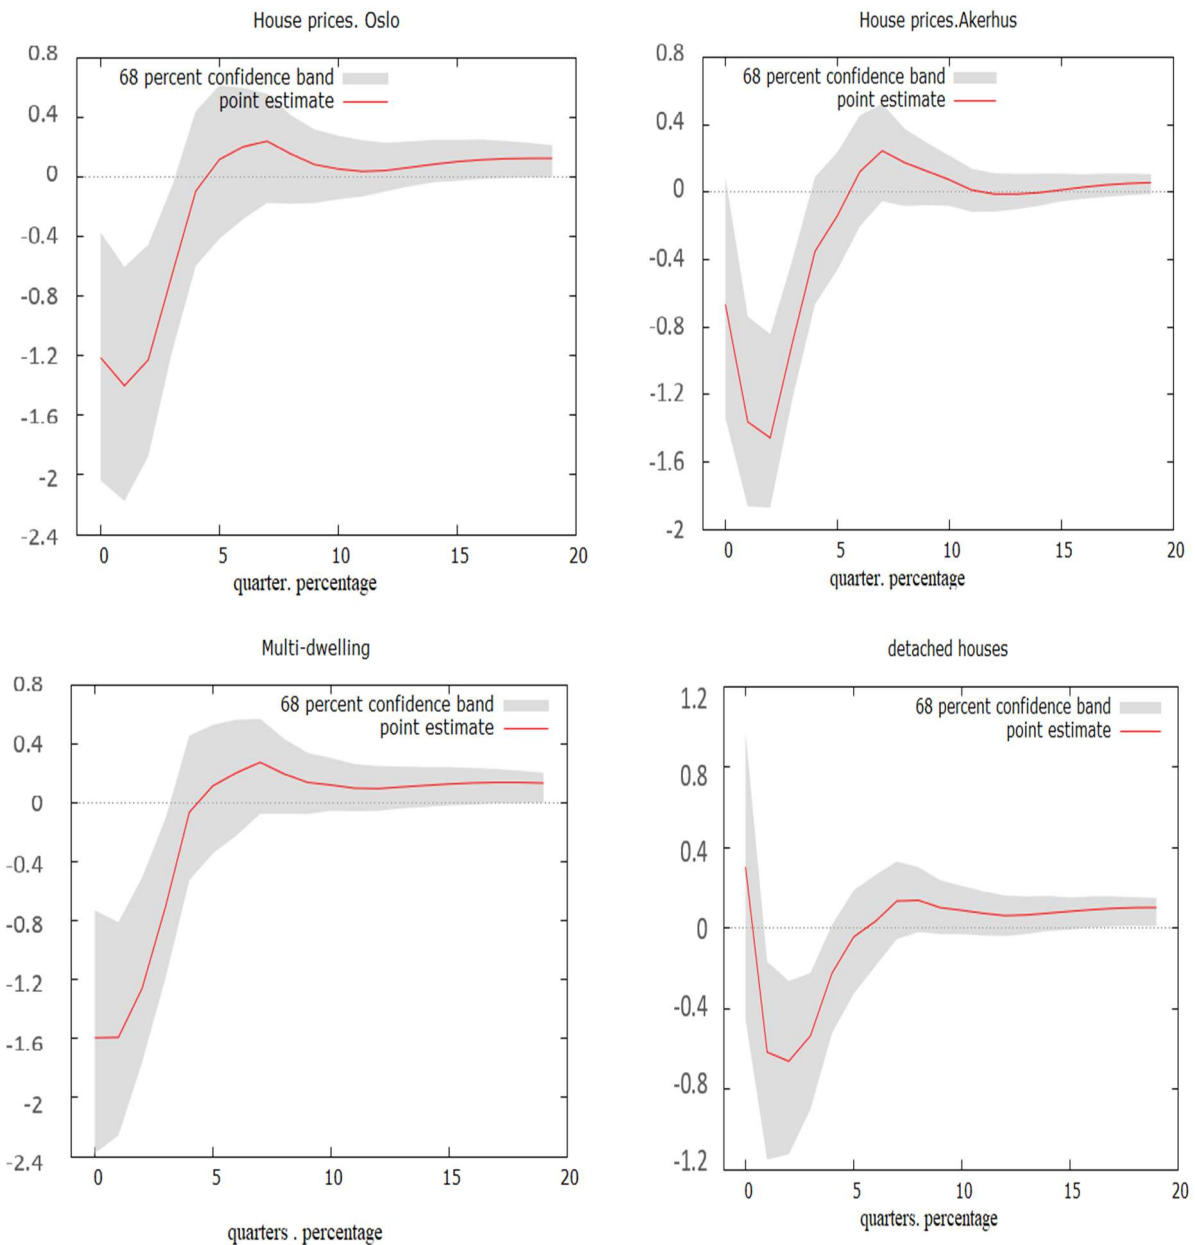 House prices. Oslo
0.8
68 percent confidence band
point estimate
0.4
0
-0.4
-0.8
-1.2
-1.6
-2
-2.4
0 5 10 15 20
quarter. percentage
House prices.Akerhus
0.8
68 percent confidence band
point estimate
0.4
0
-0.4
-0.8
-1.2
-1.6
-2
0 5 10 15 20
quarter. percentage
Multi-dwelling
0.8
68 percent confidence band
point estimate
0.4
0
-0.4
-0.8
-1.2
-1.6
-2
-2.4
0 5 10 15 20
quarters . percentage
detached houses
1.2
68 percent confidence band
point estimate
0.8
0.4
0
-0.4
-0.8
-1.2
0 5 10 15 20
quarters. percentage